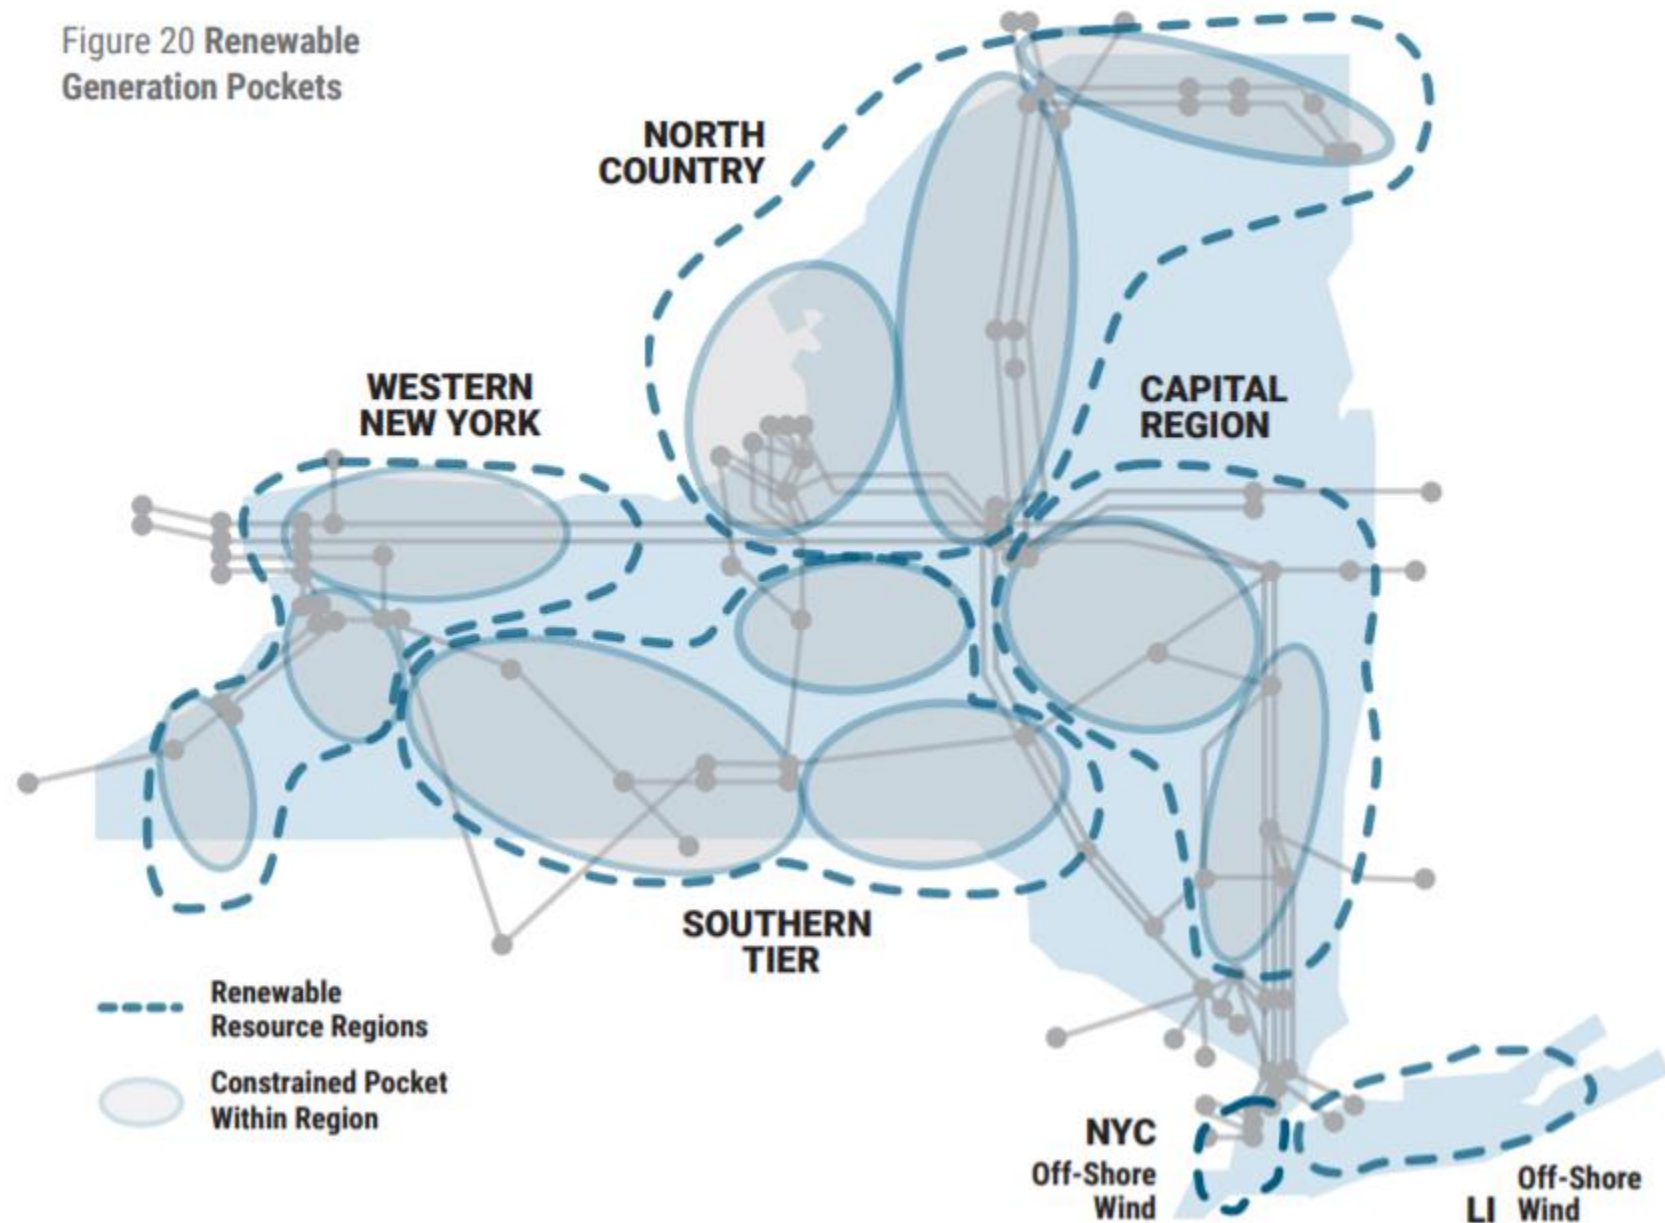 Figure 20 Renewable
Generation Pockets
NORTH
COUNTRY
WESTERN
NEW YORK
CAPITAL
REGION
SOUTHERN
TIER
Renewable
Resource Regions
Constrained Pocket
Within Region
NYC
Off-Shore
Wind
LI
Off-Shore
Wind